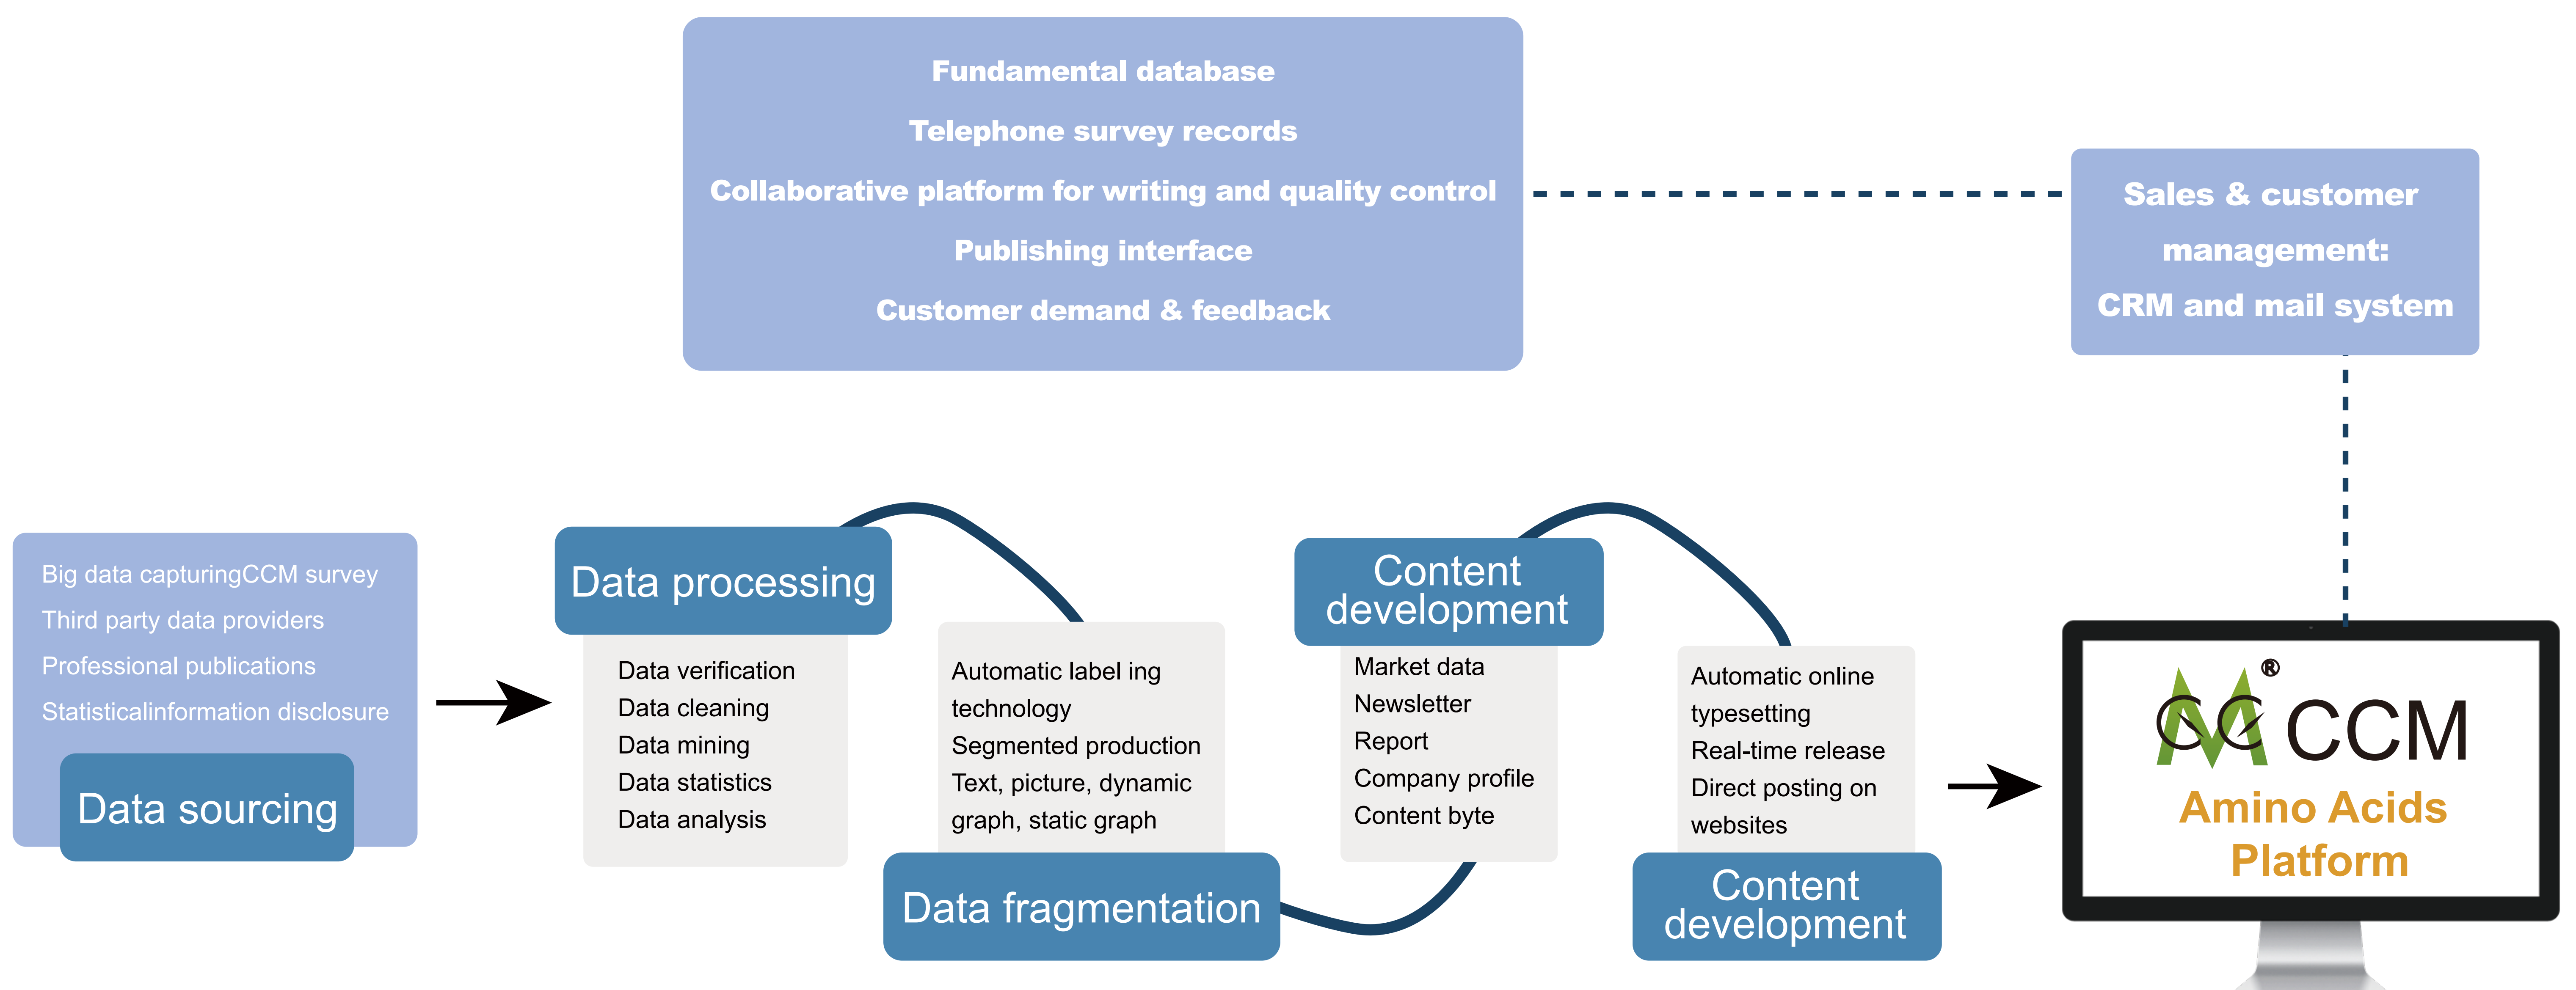 Fundamental database
Telephone survey records
Collaborative platform for writing and quality control
Publishing interface
Customer demand & feedback
Sales & customer
management:
CRM and mail system
Big data capturingCCM survey
Third party data providers
Professional publications
Statisticalinformation disclosure
Data sourcing
Data processing
Data verification
Data cleaning
Data mining
Data statistics
Data analysis
Automatic label ing
technology
Segmented production
Text, picture, dynamic
graph, static graph
Data fragmentation
Content
development
Market data
Newsletter
Report
Company profile
Content byte
Automatic online
typesetting
Real-time release
Direct posting on
websites
Content
development
CCM® CCM
Amino Acids
Platform